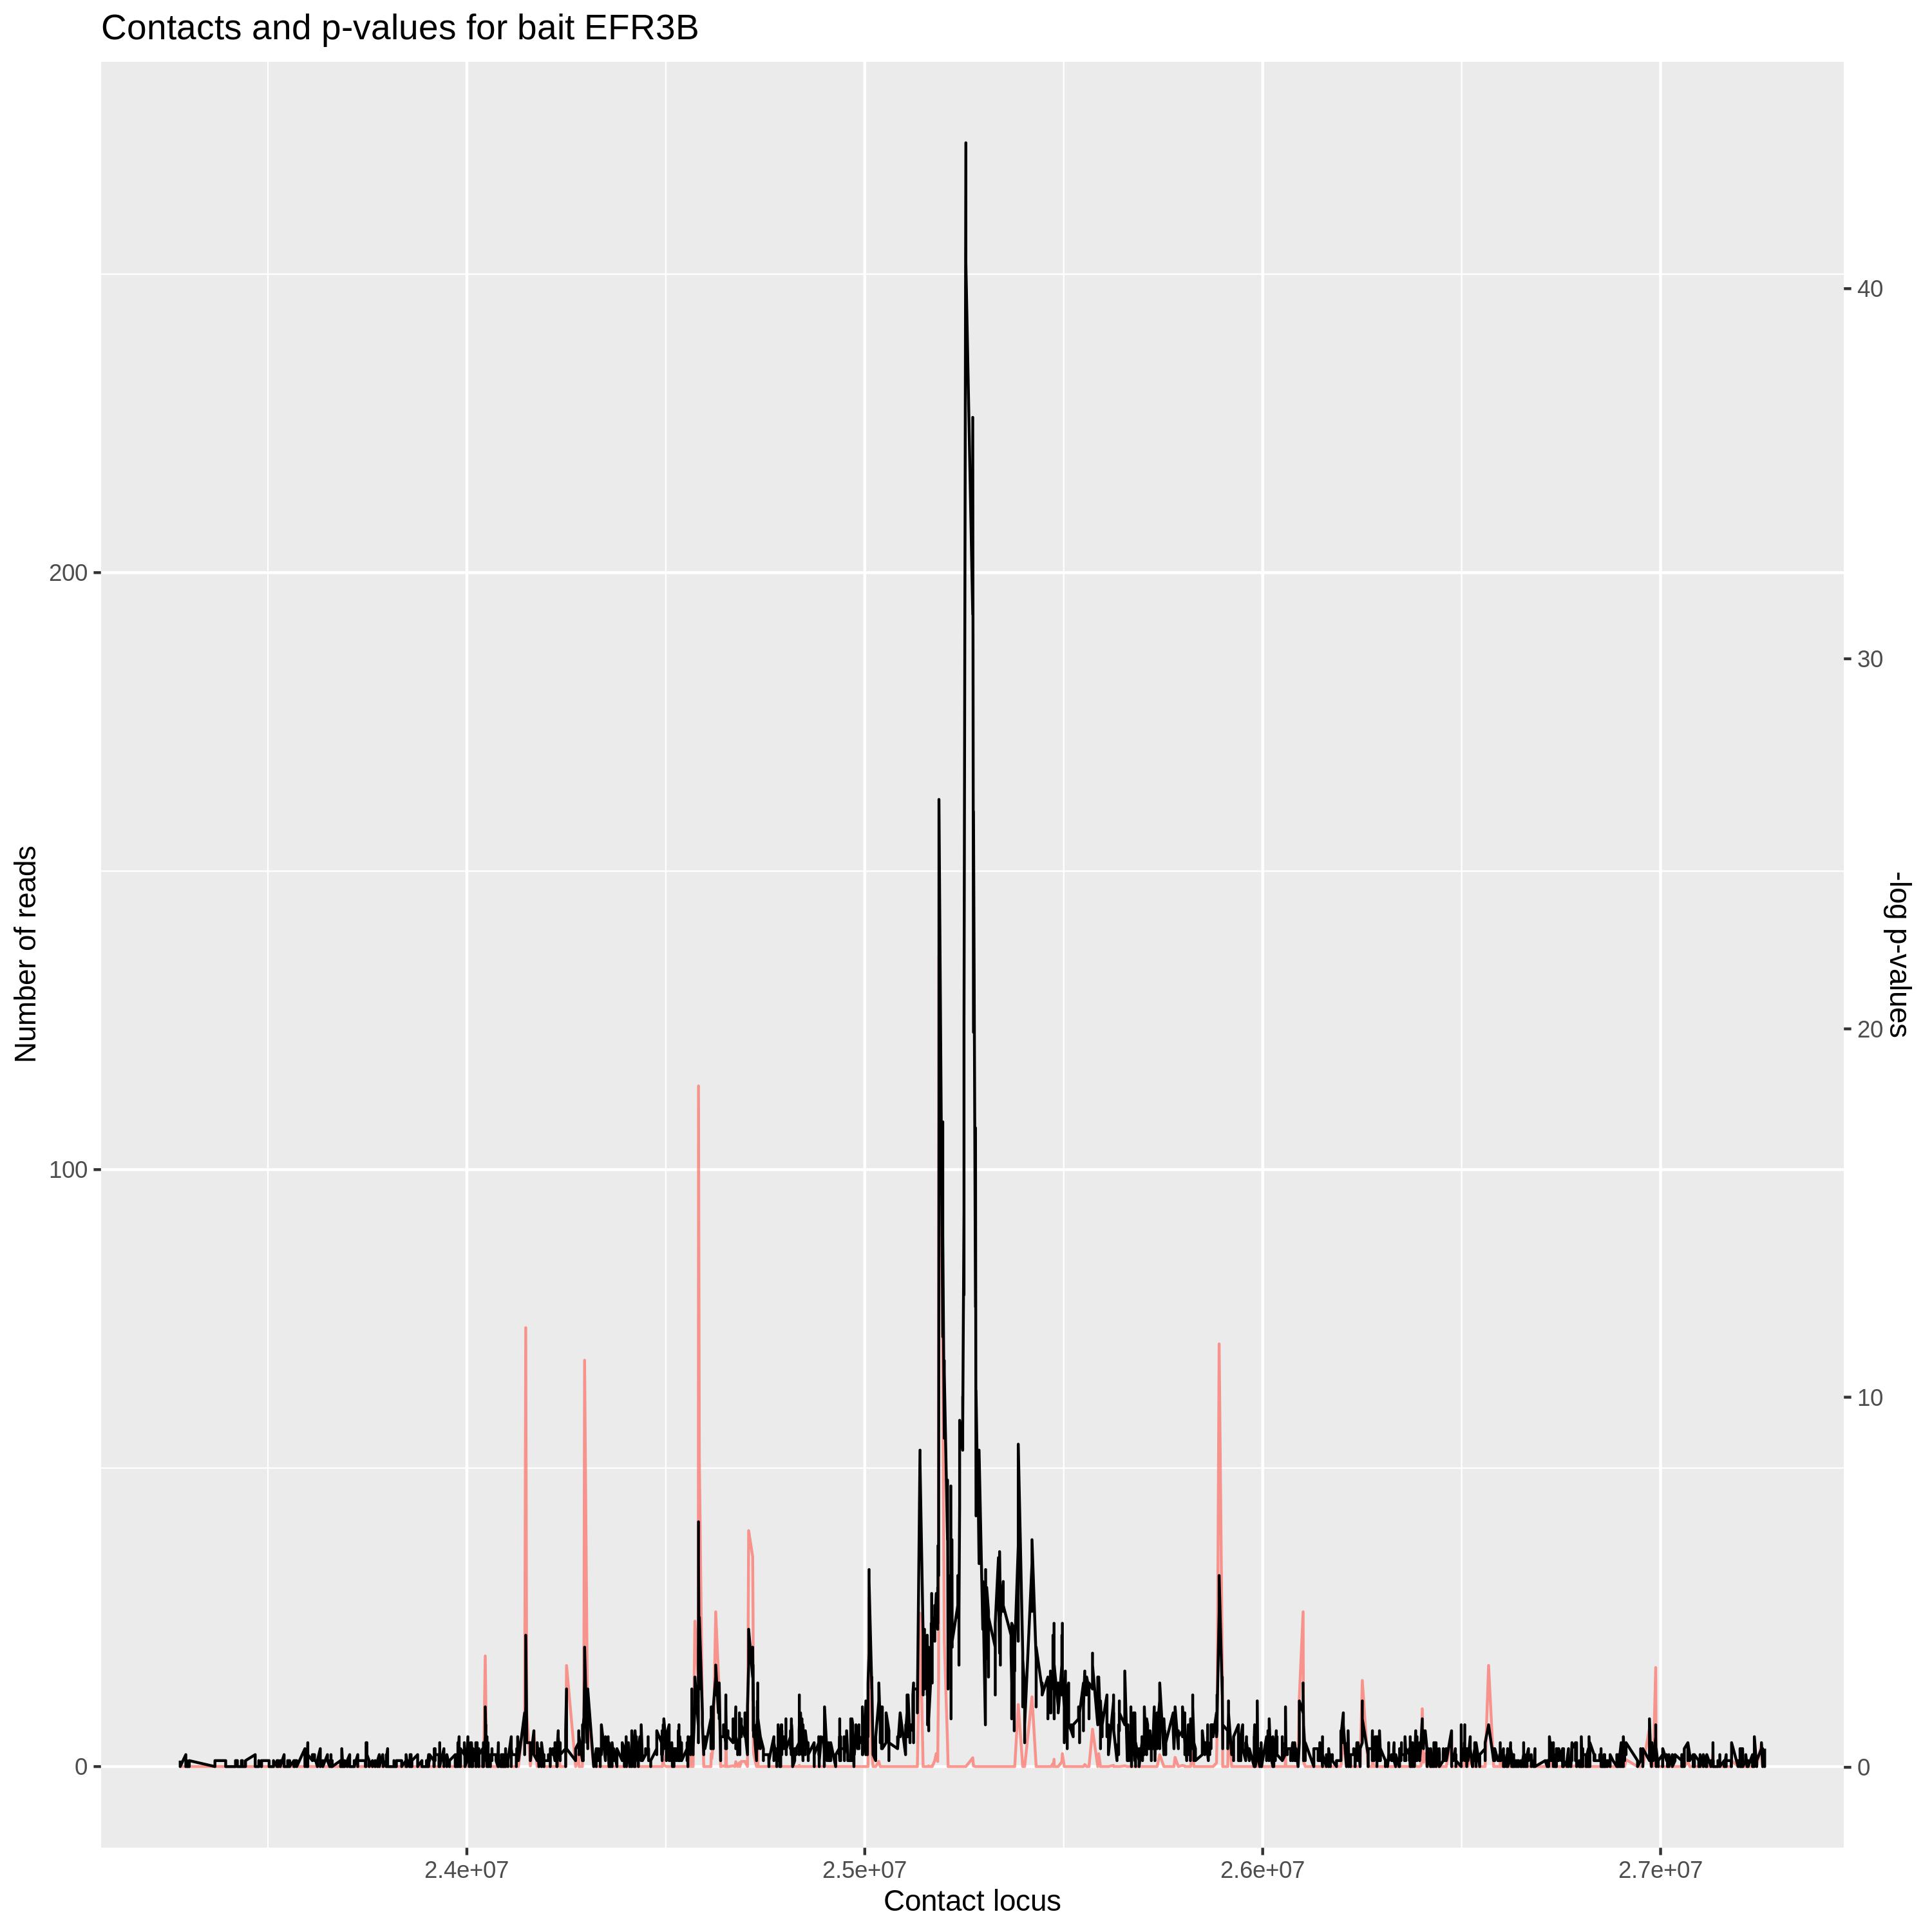 Contacts and p-values for bait EFR3B
Number of reads
200
100
0
40
30
20
10
0
-log p-values
2.4e+07
2.5e+07
2.6e+07
2.7e+07
Contact locus